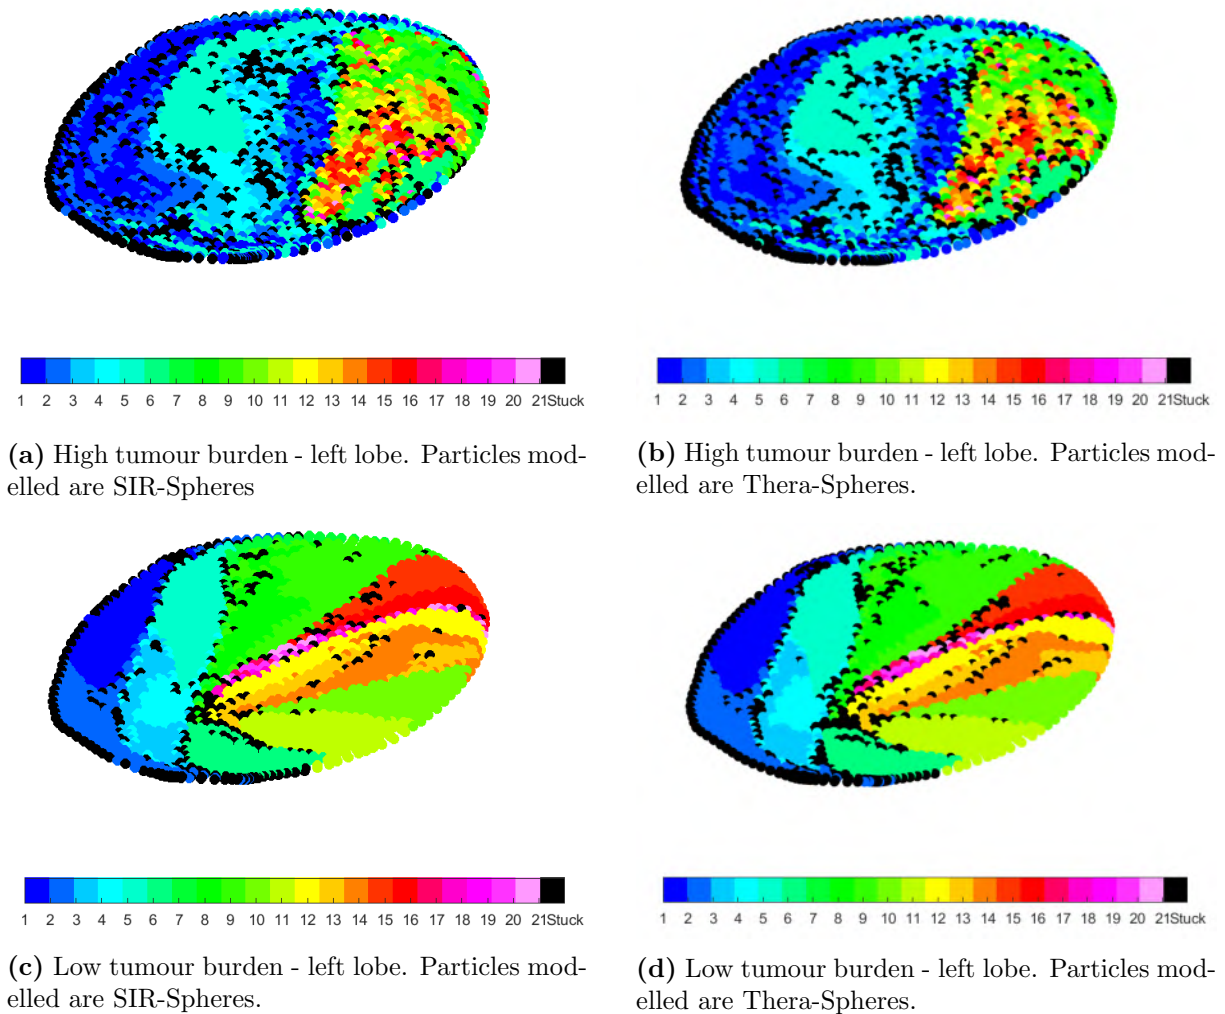 1 2 3 4 5 6 7 8 9 10 11 12 13 14 15 16 17 18 19 20 21Stuck
1 2 3 4 5 6 7 8 9 10 11 12 13 14 15 16 17 18 19 20 21Stuck
(a) High tumour burden - left lobe. Particles mod-
elled are SIR-Spheres
(b) High tumour burden - left lobe. Particles mod-
elled are Thera-Spheres.
1 2 3 4 5 6 7 8 9 10 11 12 13 14 15 16 17 18 19 20 21Stuck
1 2 3 4 5 6 7 8 9 10 11 12 13 14 15 16 17 18 19 20 21Stuck
(c) Low tumour burden - left lobe. Particles mod-
elled are SIR-Spheres.
(d) Low tumour burden - left lobe. Particles mod-
elled are Thera-Spheres.